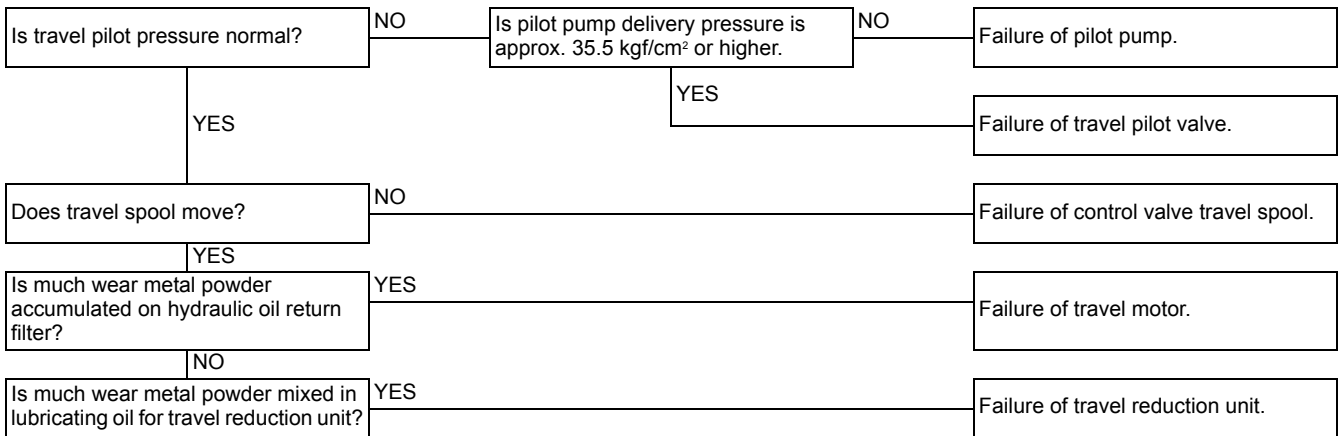 Is travel pilot pressure normal?
NO
Is pilot pump delivery pressure is
approx. 35.5 kgf/cm² or higher.
NO
Failure of pilot pump.
YES
YES
Failure of travel pilot valve.
Does travel spool move?
NO
Failure of control valve travel spool.
YES
Is much wear metal powder
accumulated on hydraulic oil return
filter?
YES
Failure of travel motor.
NO
Is much wear metal powder mixed in
lubricating oil for travel reduction unit?
YES
Failure of travel reduction unit.